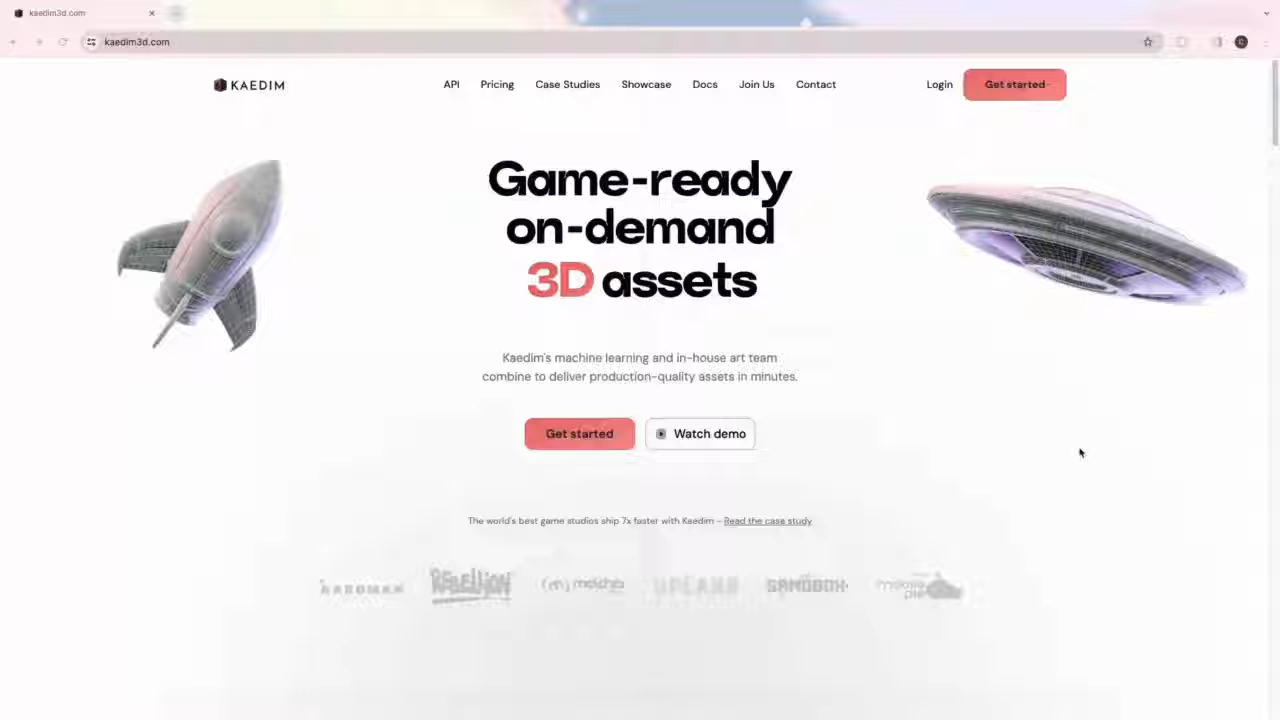 kaedim3d.com
kaedim3d.com
KAEDIM
API
Pricing
Case Studies
Showcase
Docs
Join Us
Contact
Login
Get started
Game-ready
on-demand
3D assets
Kaedim's machine learning and in-house art team
combine to deliver production-quality assets in minutes.
Get started
Watch demo
The world's best game studios ship 7x faster with Kaedim - Read the case study
AARDMAN
REBELLION
UPLAND
SANDBOX